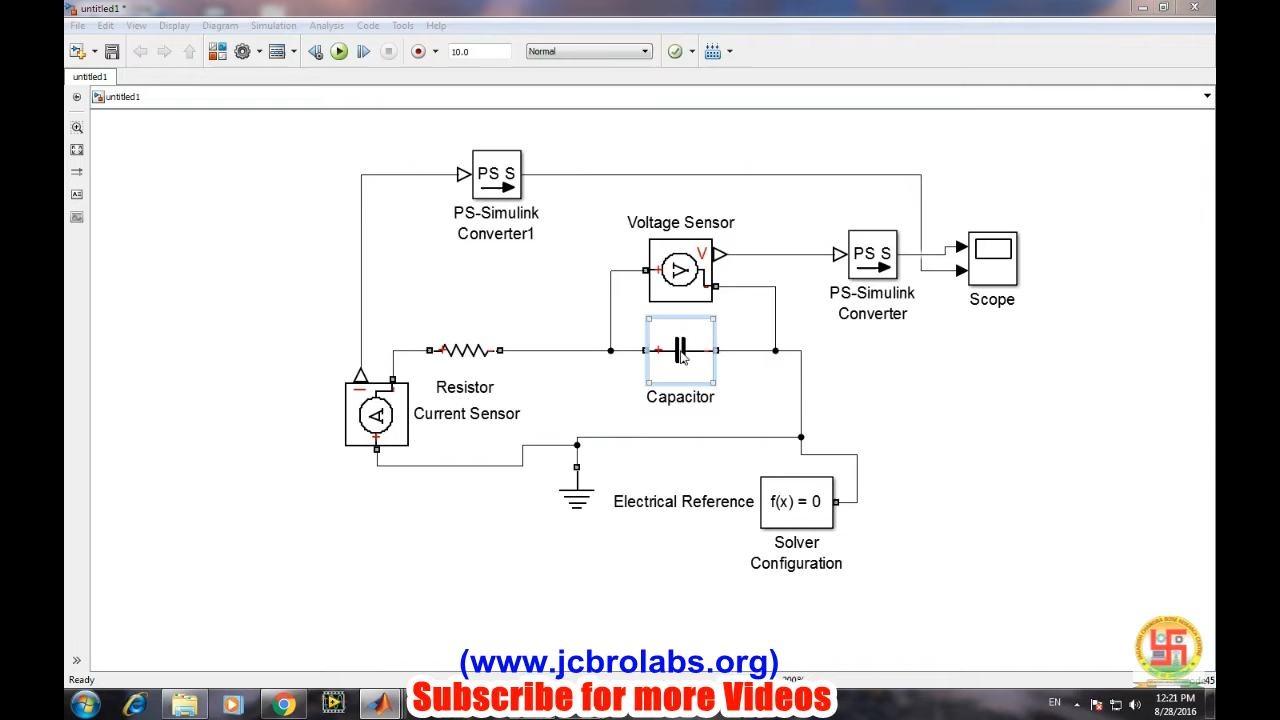 untitled1 *
File Edit View Display Diagram Simulation Analysis Code Tools Help
10.0 Normal
untitled1
untitled1
PS S
PS-Simulink
Converter1
Voltage Sensor
V
PS S
PS-Simulink
Converter
Scope
Resistor
Capacitor
A
Current Sensor
Electrical Reference
f(x) = 0
Solver
Configuration
(www.jcbrolabs.org)
Ready
Subscribe for more Videos
EN
12:21 PM
8/28/2016